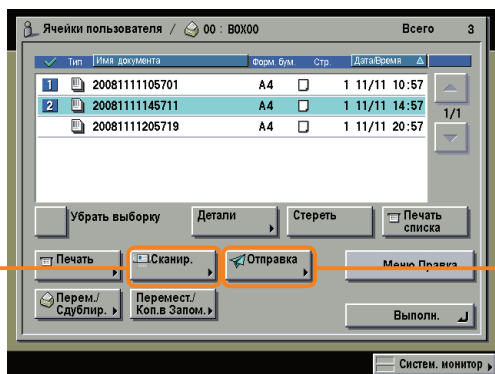 Ячейки пользователя / 00 : BOX00 Всего 3
Тип Имя документа Форм. бум. Стр. Дата/Время
1 20081111105701 A4 1 11/11 10:57
2 20081111145711 A4 1 11/11 14:57
20081111205719 A4 1 11/11 20:57
1/1
Убрать выборку Детали Стереть Печать списка
Печать Сканир. Отправка Меню Правка
Перем./ Сдублир. Перемест./ Коп.в Запом.
Выполн.
Систем. монитор